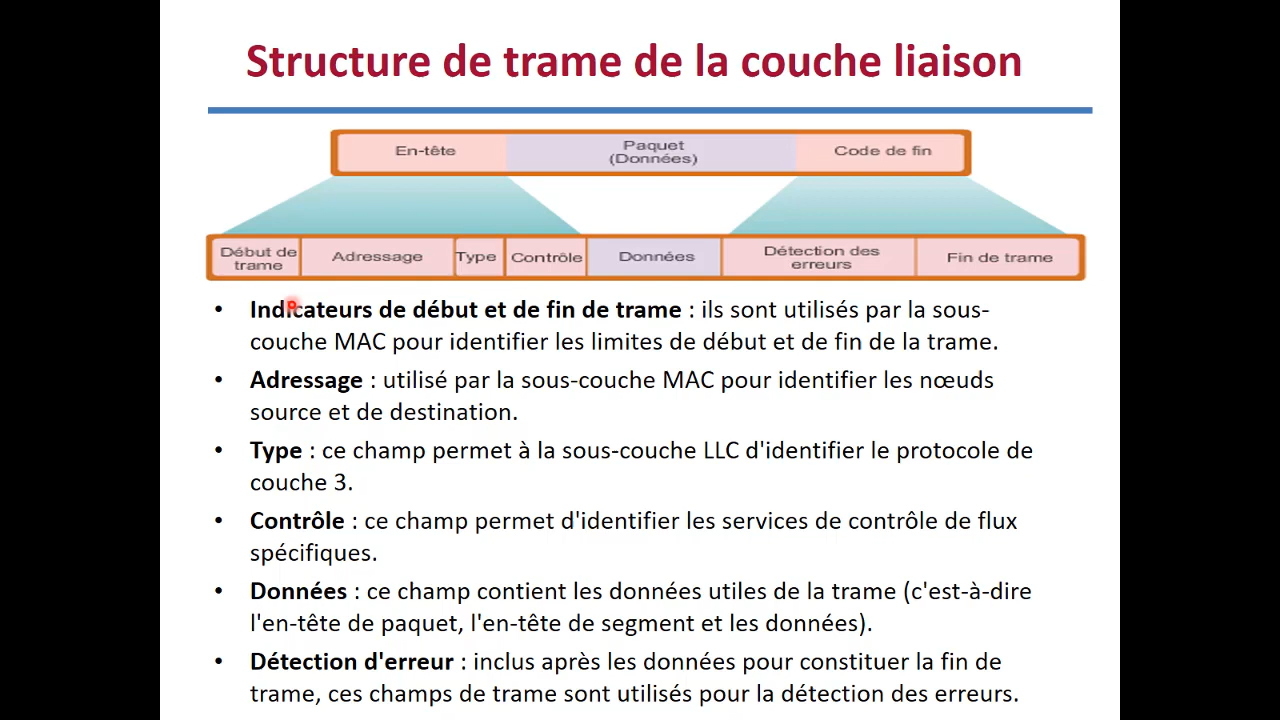 Structure de trame de la couche liaison
En-tête
Paquet
(Données)
Code de fin
Début de
trame
Adressage
Type
Contrôle
Données
Détection des
erreurs
Fin de trame
• Indicateurs de début et de fin de trame : ils sont utilisés par la sous-
couche MAC pour identifier les limites de début et de fin de la trame.
• Adressage : utilisé par la sous-couche MAC pour identifier les nœuds
source et de destination.
• Type : ce champ permet à la sous-couche LLC d'identifier le protocole de
couche 3.
• Contrôle : ce champ permet d'identifier les services de contrôle de flux
spécifiques.
• Données : ce champ contient les données utiles de la trame (c'est-à-dire
l'en-tête de paquet, l'en-tête de segment et les données).
• Détection d'erreur : inclus après les données pour constituer la fin de
trame, ces champs de trame sont utilisés pour la détection des erreurs.